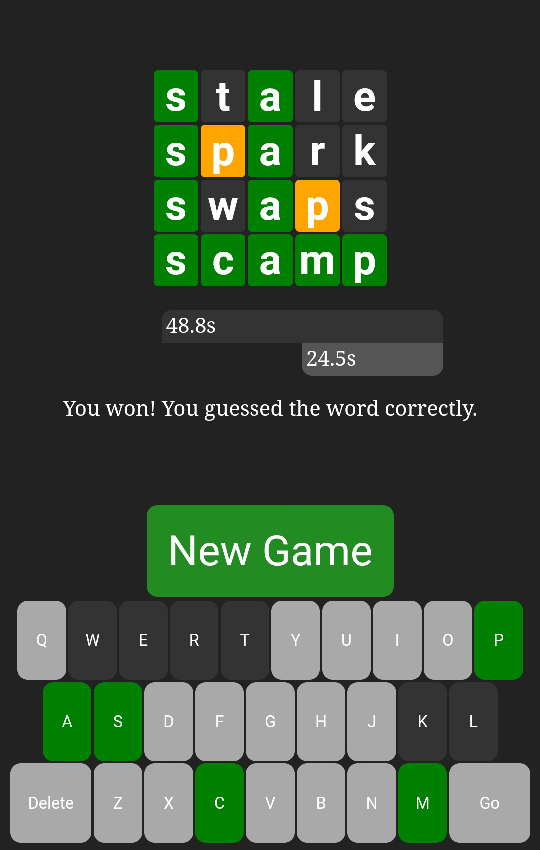 s t a l e
s p a r k
s w a p s
s c a m p
48.8s
24.5s
You won! You guessed the word correctly.
New Game
Q W E R T Y U I O P
A S D F G H J K L
Delete Z X C V B N M Go